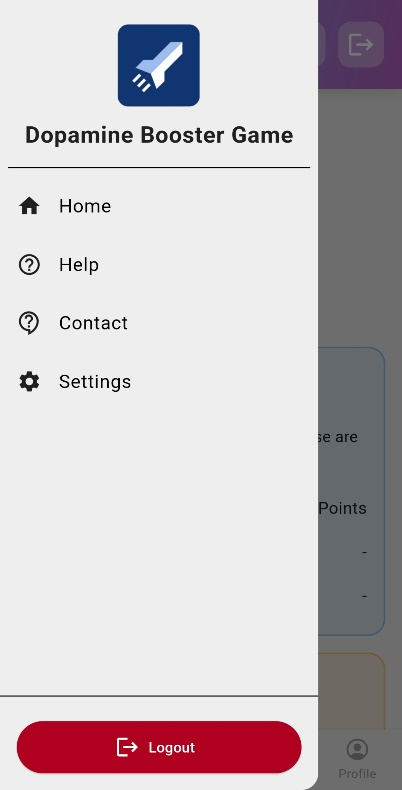 Dopamine Booster Game
Home
Help
Contact
Settings
se are
Points
-
-
Logout
Profile